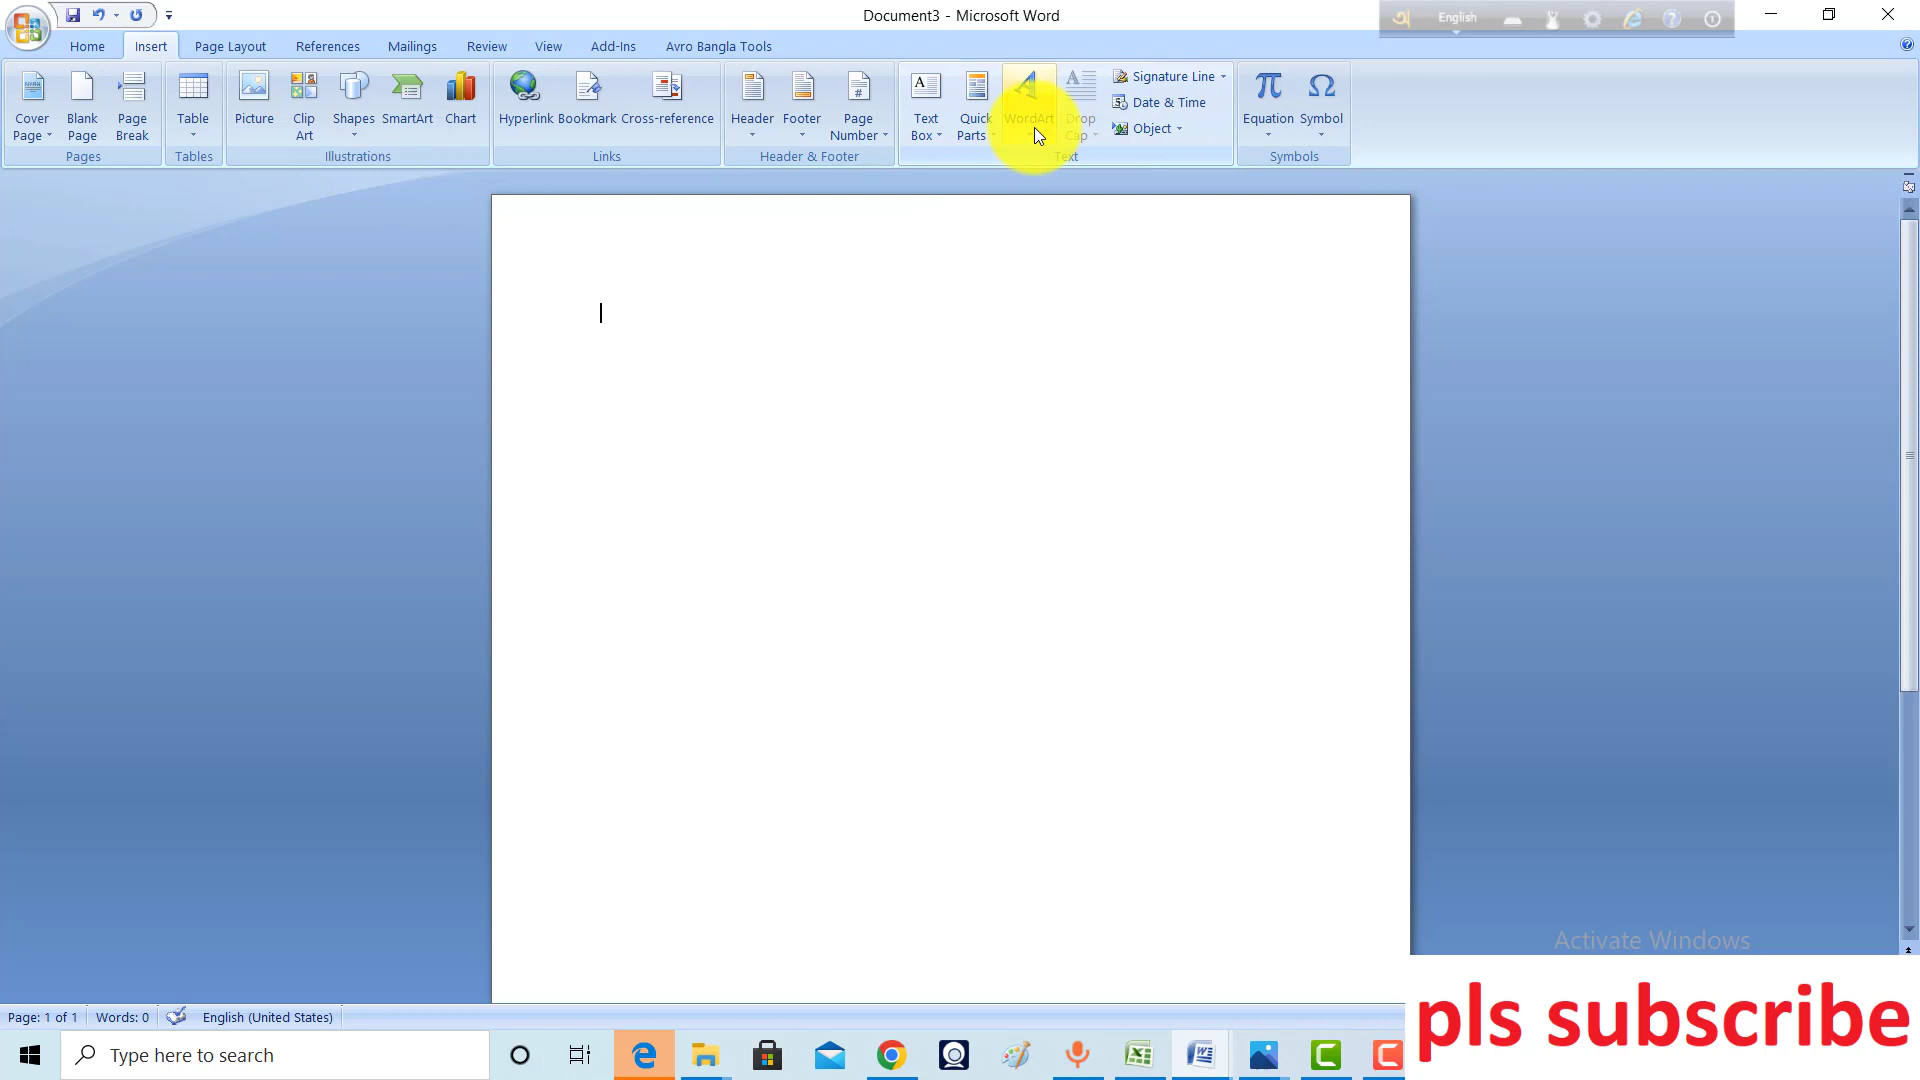 Document3 - Microsoft Word
English
Home Insert Page Layout References Mailings Review View Add-Ins Avro Bangla Tools
Cover Page
Blank Page
Page Break
Pages
Table
Tables
Picture
Clip Art
Shapes
SmartArt
Chart
Illustrations
Hyperlink
Bookmark
Cross-reference
Links
Header
Footer
Page Number
Header & Footer
Text Box
Quick Parts
WordArt
Drop Cap
Signature Line
Date & Time
Object
Text
π
Equation
Ω
Symbol
Symbols
Activate Windows
pls subscribe
Page: 1 of 1 Words: 0 English (United States)
Type here to search